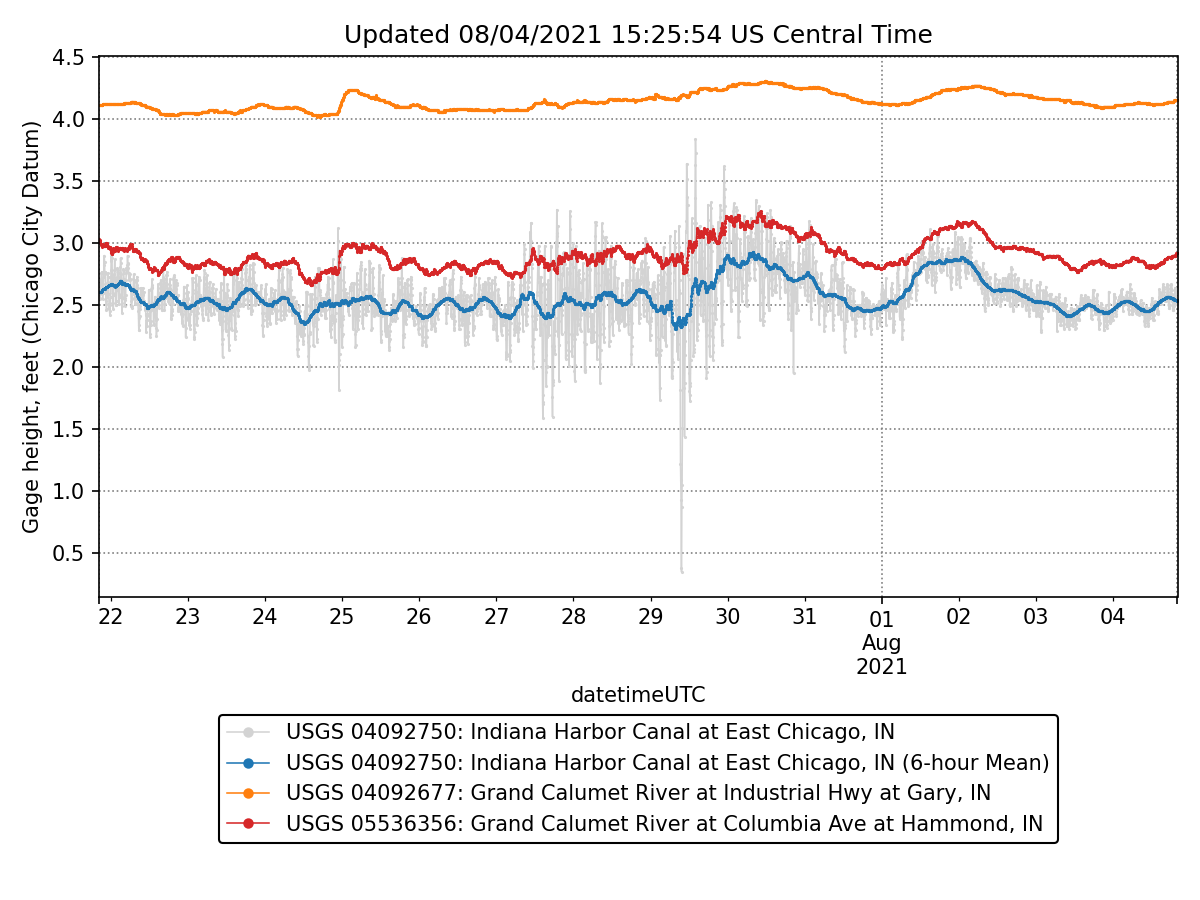 Updated 08/04/2021 15:25:54 US Central Time
Gage height, feet (Chicago City Datum)
4.5
4.0
3.5
3.0
2.5
2.0
1.5
1.0
0.5
22 23 24 25 26 27 28 29 30 31 01 02 03 04
Aug
2021
datetimeUTC
USGS 04092750: Indiana Harbor Canal at East Chicago, IN
USGS 04092750: Indiana Harbor Canal at East Chicago, IN (6-hour Mean)
USGS 04092677: Grand Calumet River at Industrial Hwy at Gary, IN
USGS 05536356: Grand Calumet River at Columbia Ave at Hammond, IN